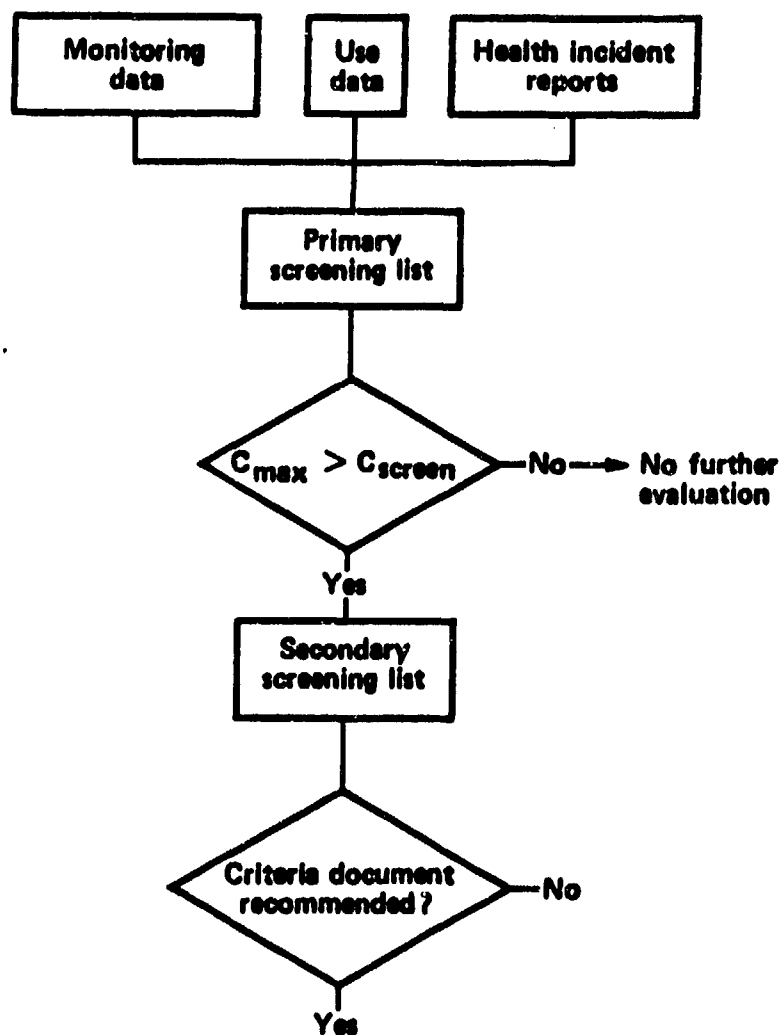 Monitoring
data
Use
data
Health incident
reports
Primary
screening list
Cmax > Cscreen
No
No further
evaluation
Yes
Secondary
screening list
Criteria document
recommended?
No
Yes